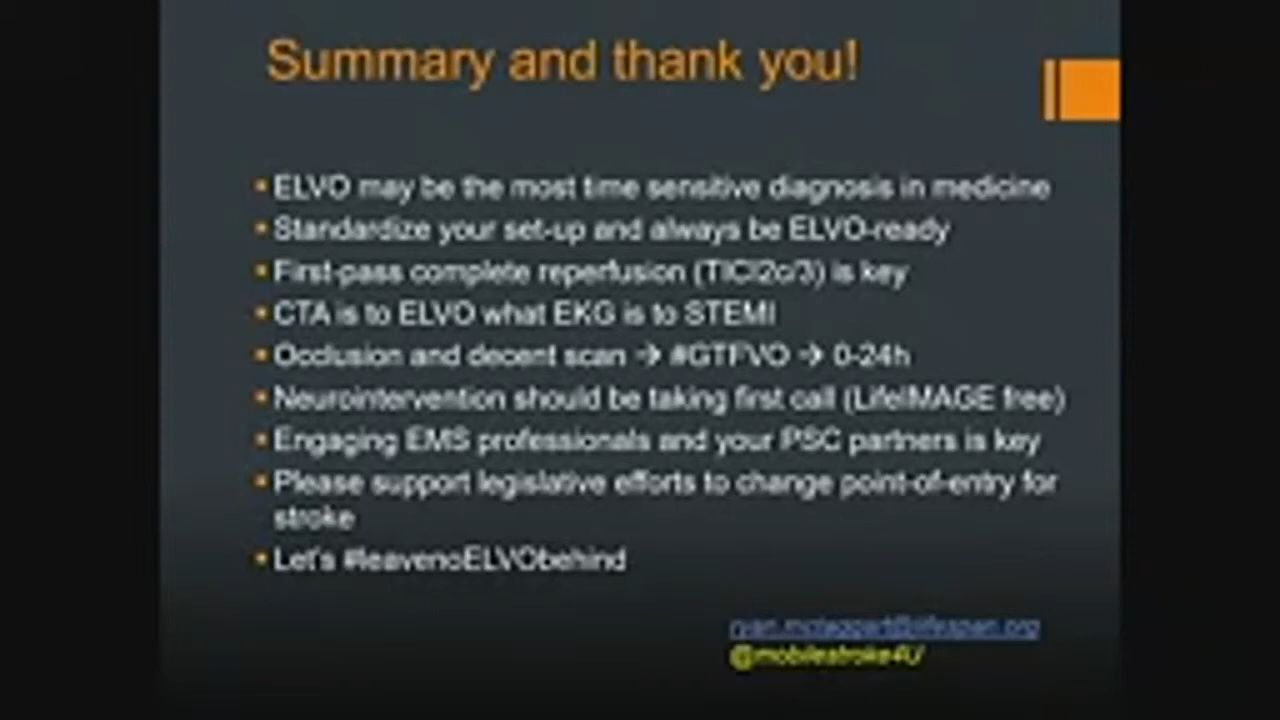 Summary and thank you!
ELVO may be the most time sensitive diagnosis in medicine
Standardize your set-up and always be ELVO-ready
First-pass complete reperfusion (TICI2c/3) is key
CTA is to ELVO what EKG is to STEMI
Occlusion and decent scan → #GTFVO → 0-24h
Neurointervention should be taking first call (LifeIMAGE free)
Engaging EMS professionals and your PSC partners is key
Please support legislative efforts to change point-of-entry for
stroke
Let's #leavenoELVObehind
ryan.mctaggart@lifespan.org
@mobilestroke4U